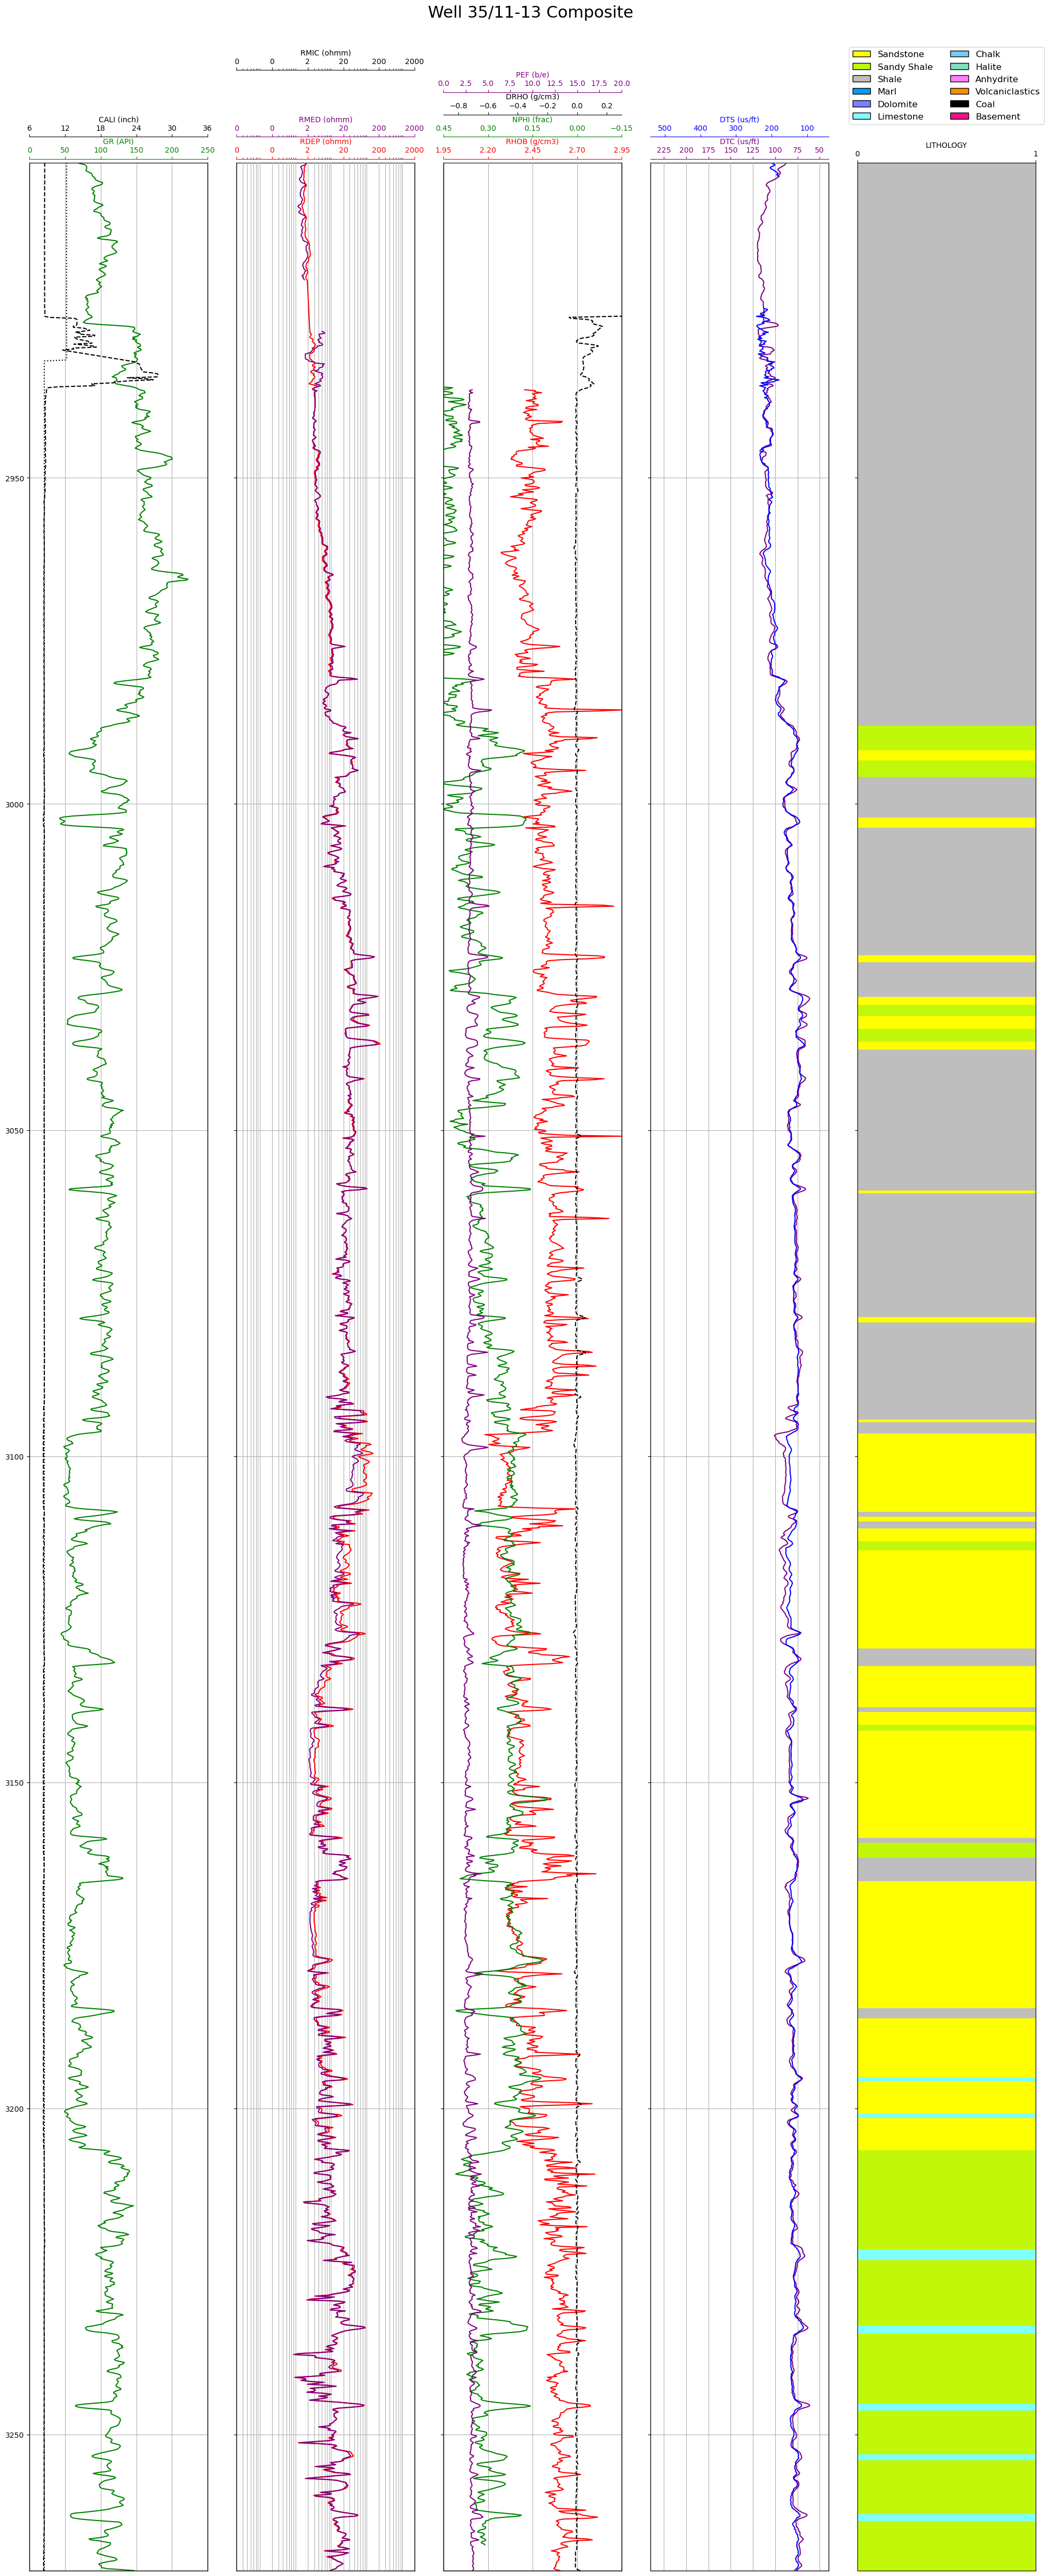 Well 35/11-13 Composite
Sandstone Chalk
Sandy Shale Halite
Shale Anhydrite
Marl Volcaniclastics
Dolomite Coal
Limestone Basement
RMIC (ohmm)
0 0 2 20 200 2000
PEF (b/e)
0.0 2.5 5.0 7.5 10.0 12.5 15.0 17.5 20.0
DRHO (g/cm3)
−0.8 −0.6 −0.4 −0.2 0.0 0.2
CALI (inch)
6 12 18 24 30 36
RMED (ohmm)
0 0 2 20 200 2000
NPHI (frac)
0.45 0.30 0.15 0.00 −0.15
DTS (us/ft)
500 400 300 200 100
GR (API)
0 50 100 150 200 250
RDEP (ohmm)
0 0 2 20 200 2000
RHOB (g/cm3)
1.95 2.20 2.45 2.70 2.95
DTC (us/ft)
225 200 175 150 125 100 75 50
LITHOLOGY
0 1
2950
3000
3050
3100
3150
3200
3250